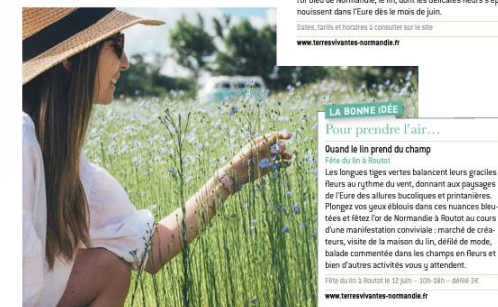 l'or bleu de Normandie, le lin, dont les délicates fleurs s'épa-
nouissent dans l'Eure dès le mois de juin.
Dates, tarifs et horaires à consulter sur le site
www.terresvivantes-normandie.fr
LA BONNE IDÉE
Pour prendre l'air...
Quand le lin prend du champ
Fête du lin à Routot
Les longues tiges vertes balancent leurs graciles
fleurs au rythme du vent, donnant aux paysages
de l'Eure des allures bucoliques et printanières.
Plongez vos yeux éblouis dans ces nuances bleu-
tées et fêtez l'or de Normandie à Routot au cours
d'une manifestation conviviale : marché de créa-
teurs, visite de la maison du lin, défilé de mode,
balade commentée dans les champs en fleurs et
bien d'autres activités vous y attendent.
Fête du lin à Routot le 12 juin – 10h-18h – défilé 3€
www.terresvivantes-normandie.fr